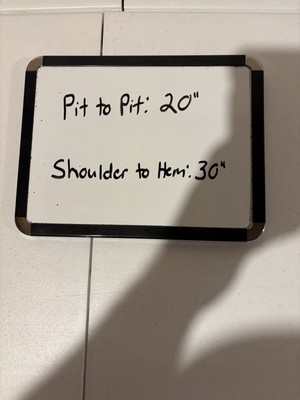 Pit to Pit: 20"
Shoulder to Hem: 30"